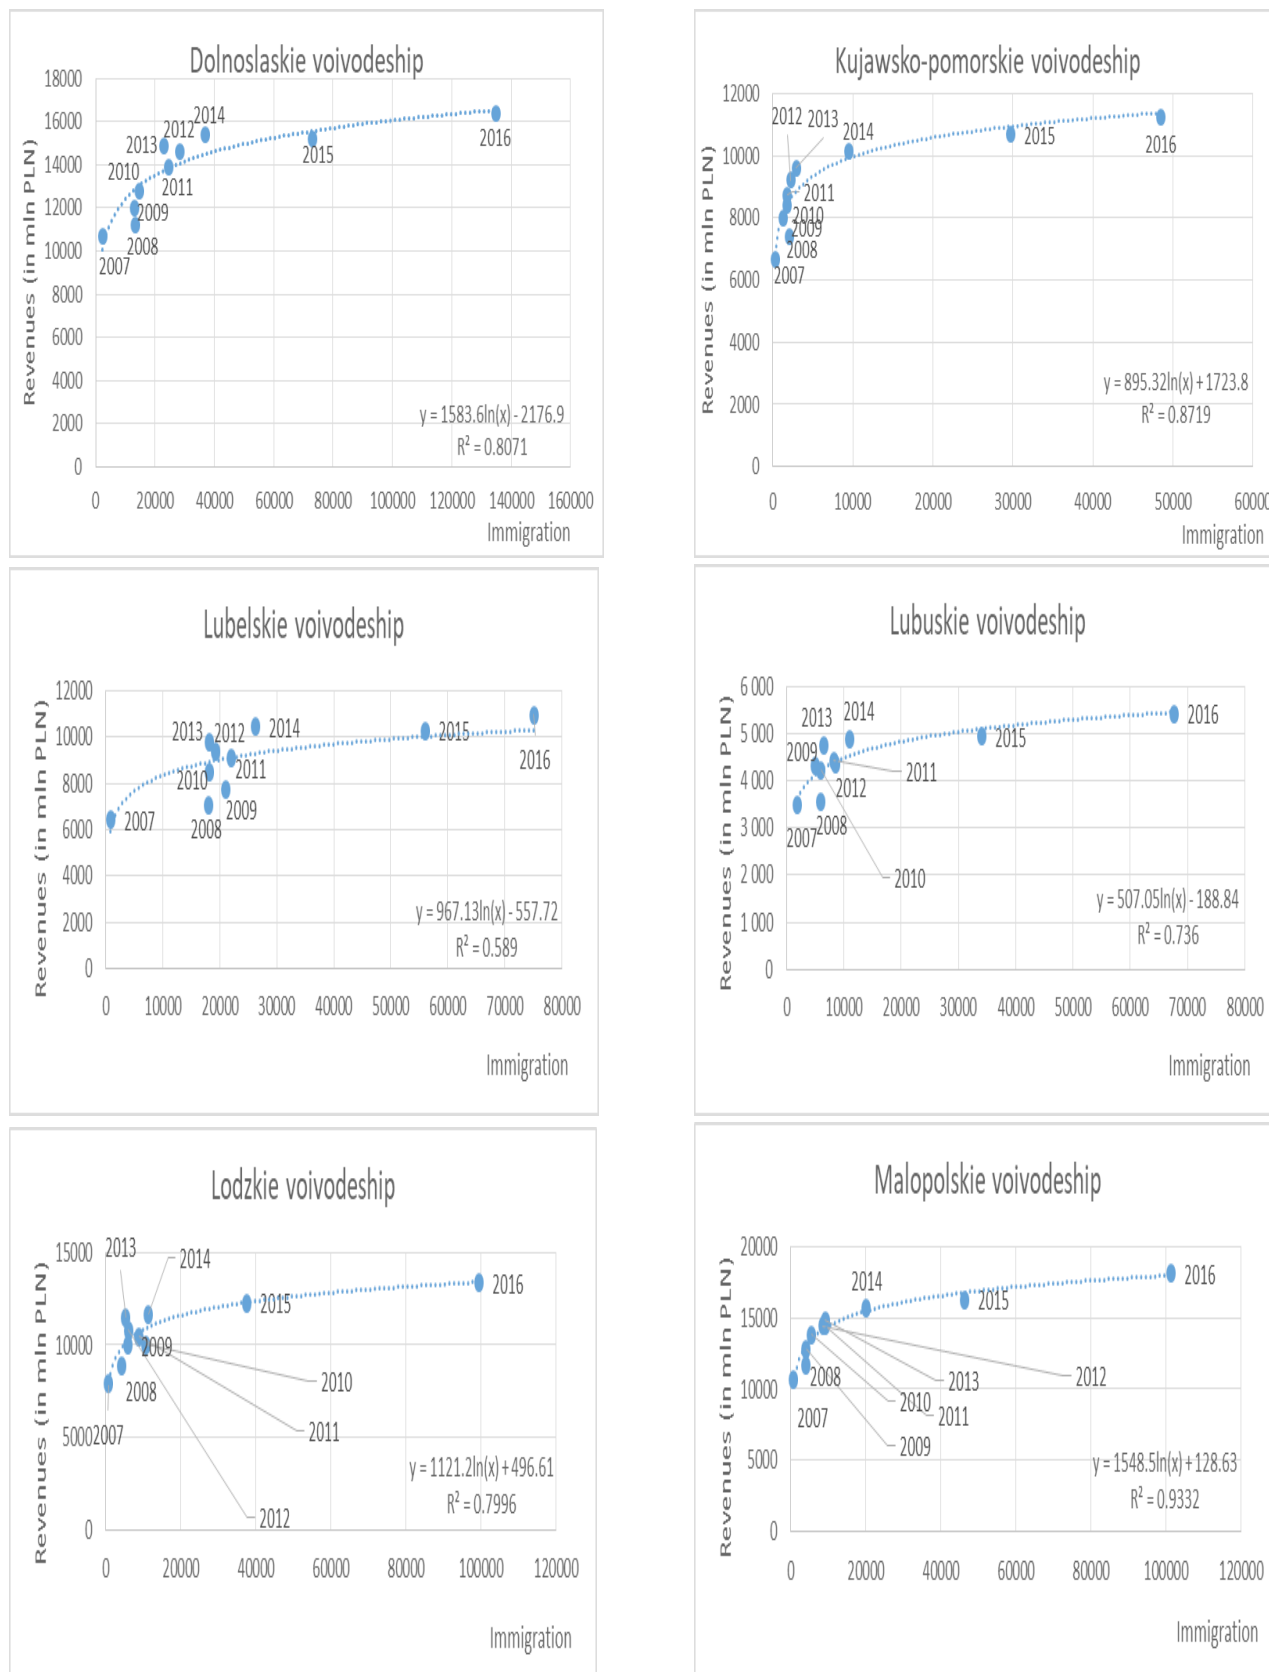 Dolnoslaskie voivodeship
Revenues (in mln PLN)
18000
16000
14000
12000
10000
8000
6000
4000
2000
0
2014
2013 2012
2016
2015
2010
2011
2009
2008
2007
y = 1583.6ln(x) - 2176.9
R² = 0.8071
0 20000 40000 60000 80000 100000 120000 140000 160000
Immigration
Kujawsko-pomorskie voivodeship
Revenues (in mln PLN)
12000
10000
8000
6000
4000
2000
0
2012
2013 2014
2015
2016
2011
2010
2009
2008
2007
y = 895.32ln(x) + 1723.8
R² = 0.8719
0 10000 20000 30000 40000 50000 60000
Immigration
Lubelskie voivodeship
Revenues (in mln PLN)
12000
10000
8000
6000
4000
2000
0
2013 2012 2014 2015
2016
2011
2010
2009
2007
2008
y = 967.13ln(x) - 557.72
R² = 0.589
0 10000 20000 30000 40000 50000 60000 70000 80000
Immigration
Lubuskie voivodeship
Revenues (in mln PLN)
6 000
5 000
4 000
3 000
2 000
1 000
0
2013 2014
2016
2015
2009
2011
2012
2008
2007
2010
y = 507.05ln(x) - 188.84
R² = 0.736
0 10000 20000 30000 40000 50000 60000 70000 80000
Immigration
Lodzkie voivodeship
Revenues (in mln PLN)
15000
10000
5000
0
2013
2014
2016
2015
2009
2008
2010
2007
2011
2012
y = 1121.2ln(x) + 496.61
R² = 0.7996
0 20000 40000 60000 80000 100000 120000
Immigration
Malopolskie voivodeship
Revenues (in mln PLN)
20000
15000
10000
5000
0
2014
2016
2015
2008
2012
2013
2010
2011
2007
2009
y = 1548.5ln(x) + 128.63
R² = 0.9332
0 20000 40000 60000 80000 100000 120000
Immigration